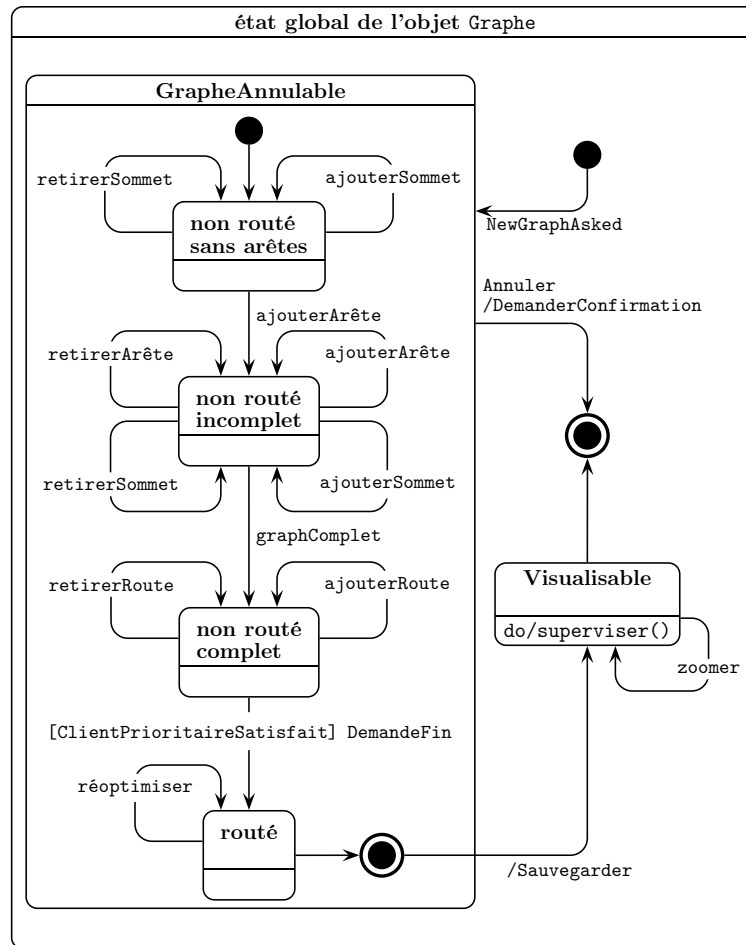 état global de l'objet Graphe
GrapheAnnulable
retirerSommet
ajouterSommet
non routé
sans arêtes
NewGraphAsked
Annuler
/DemanderConfirmation
ajouterArête
retirerArête
ajouterArête
non routé
incomplet
retirerSommet
ajouterSommet
graphComplet
retirerRoute
ajouterRoute
Visualisable
do/superviser()
zoomer
non routé
complet
[ClientPrioritaireSatisfait] DemandeFin
réoptimiser
routé
/Sauvegarder